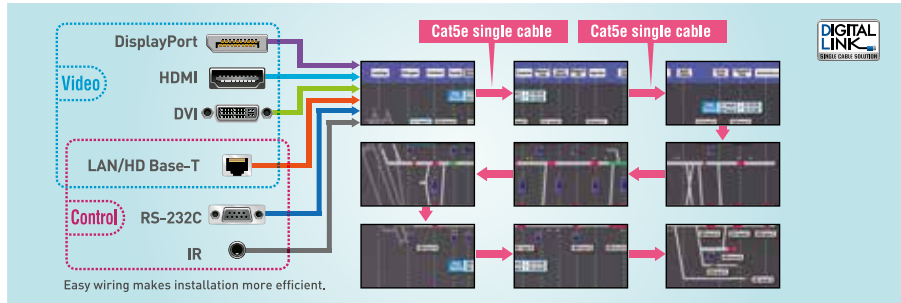 DisplayPort
Cat5e single cable
Cat5e single cable
DIGITAL
LINK
SINGLE CABLE SOLUTION
Video
HDMI
DVI
LAN/HD Base-T
Control
RS-232C
IR
Easy wiring makes installation more efficient.